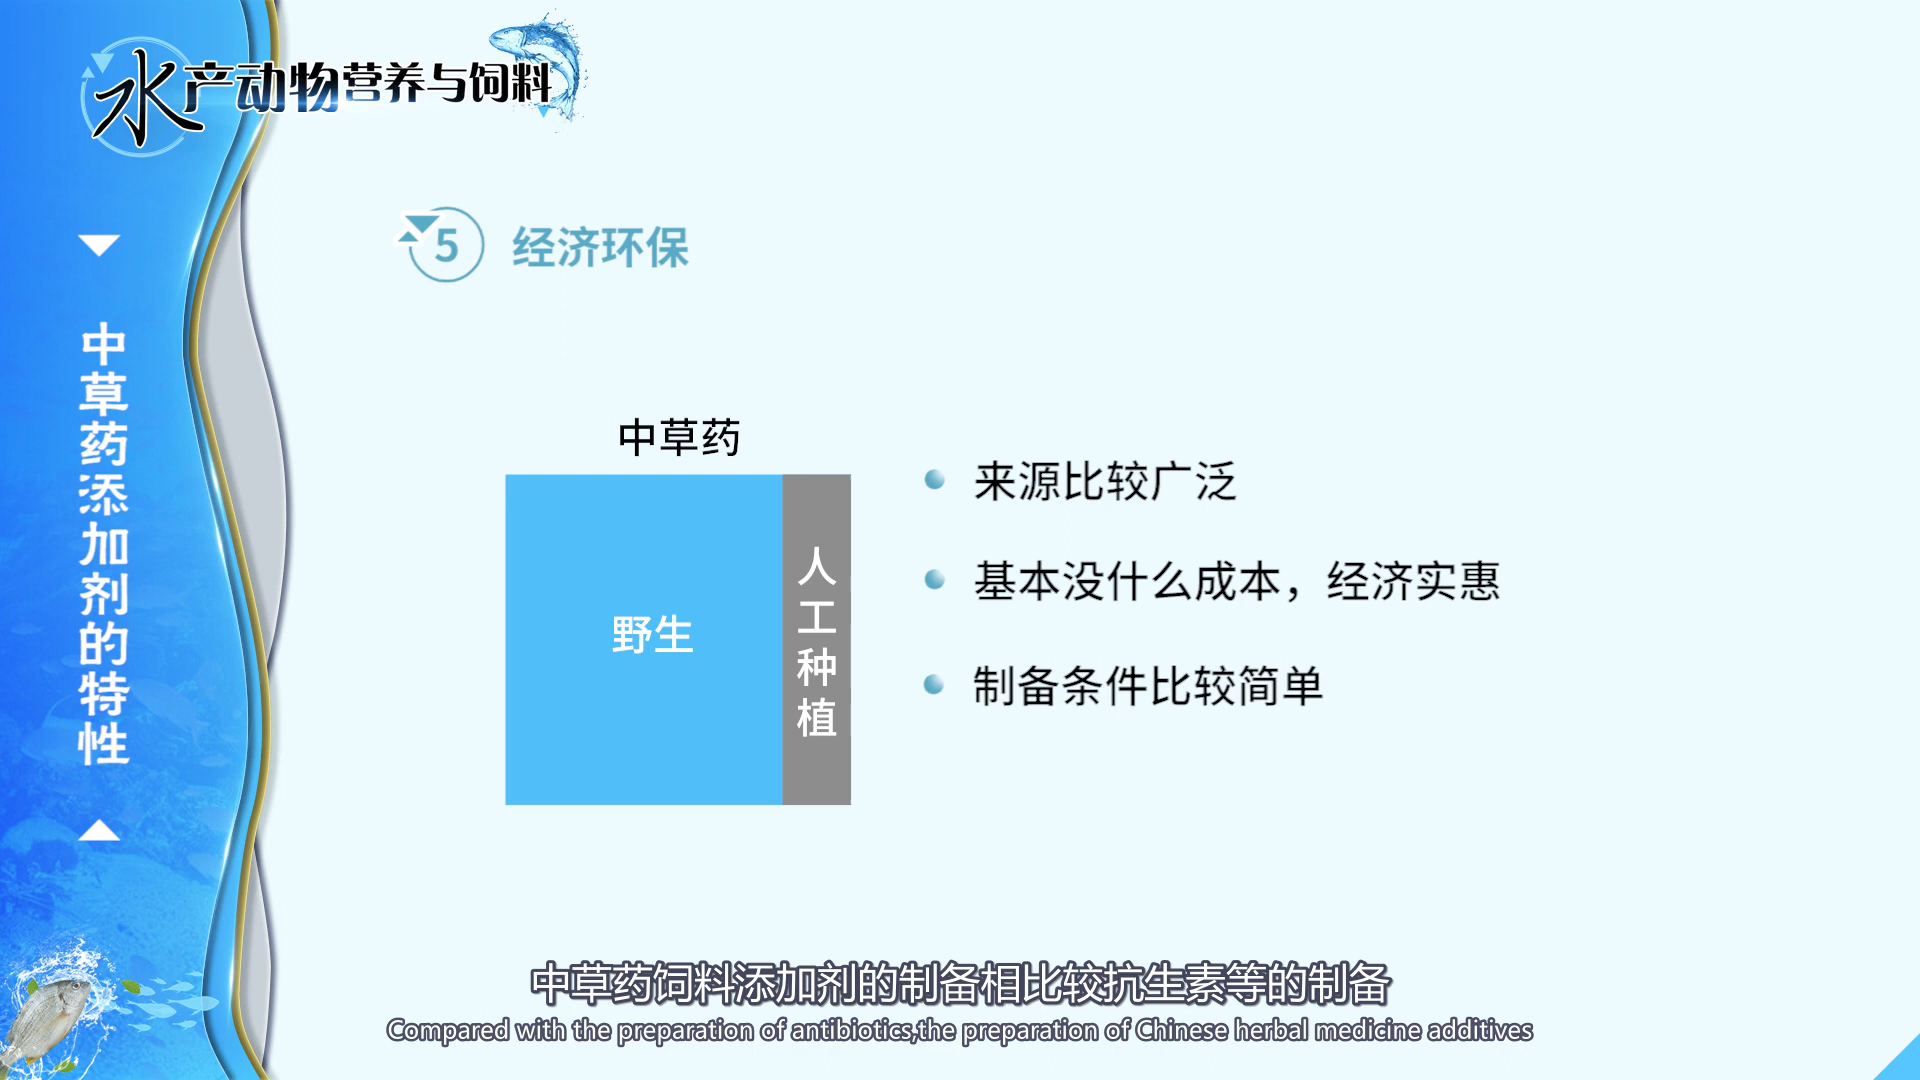 水产动物营养与饲料
中草药添加剂的特性
5 经济环保
中草药
野生
人工种植
来源比较广泛
基本没什么成本，经济实惠
制备条件比较简单
中草药饲料添加剂的制备相比较抗生素等的制备
Compared with the preparation of antibiotics,the preparation of Chinese herbal medicine additives